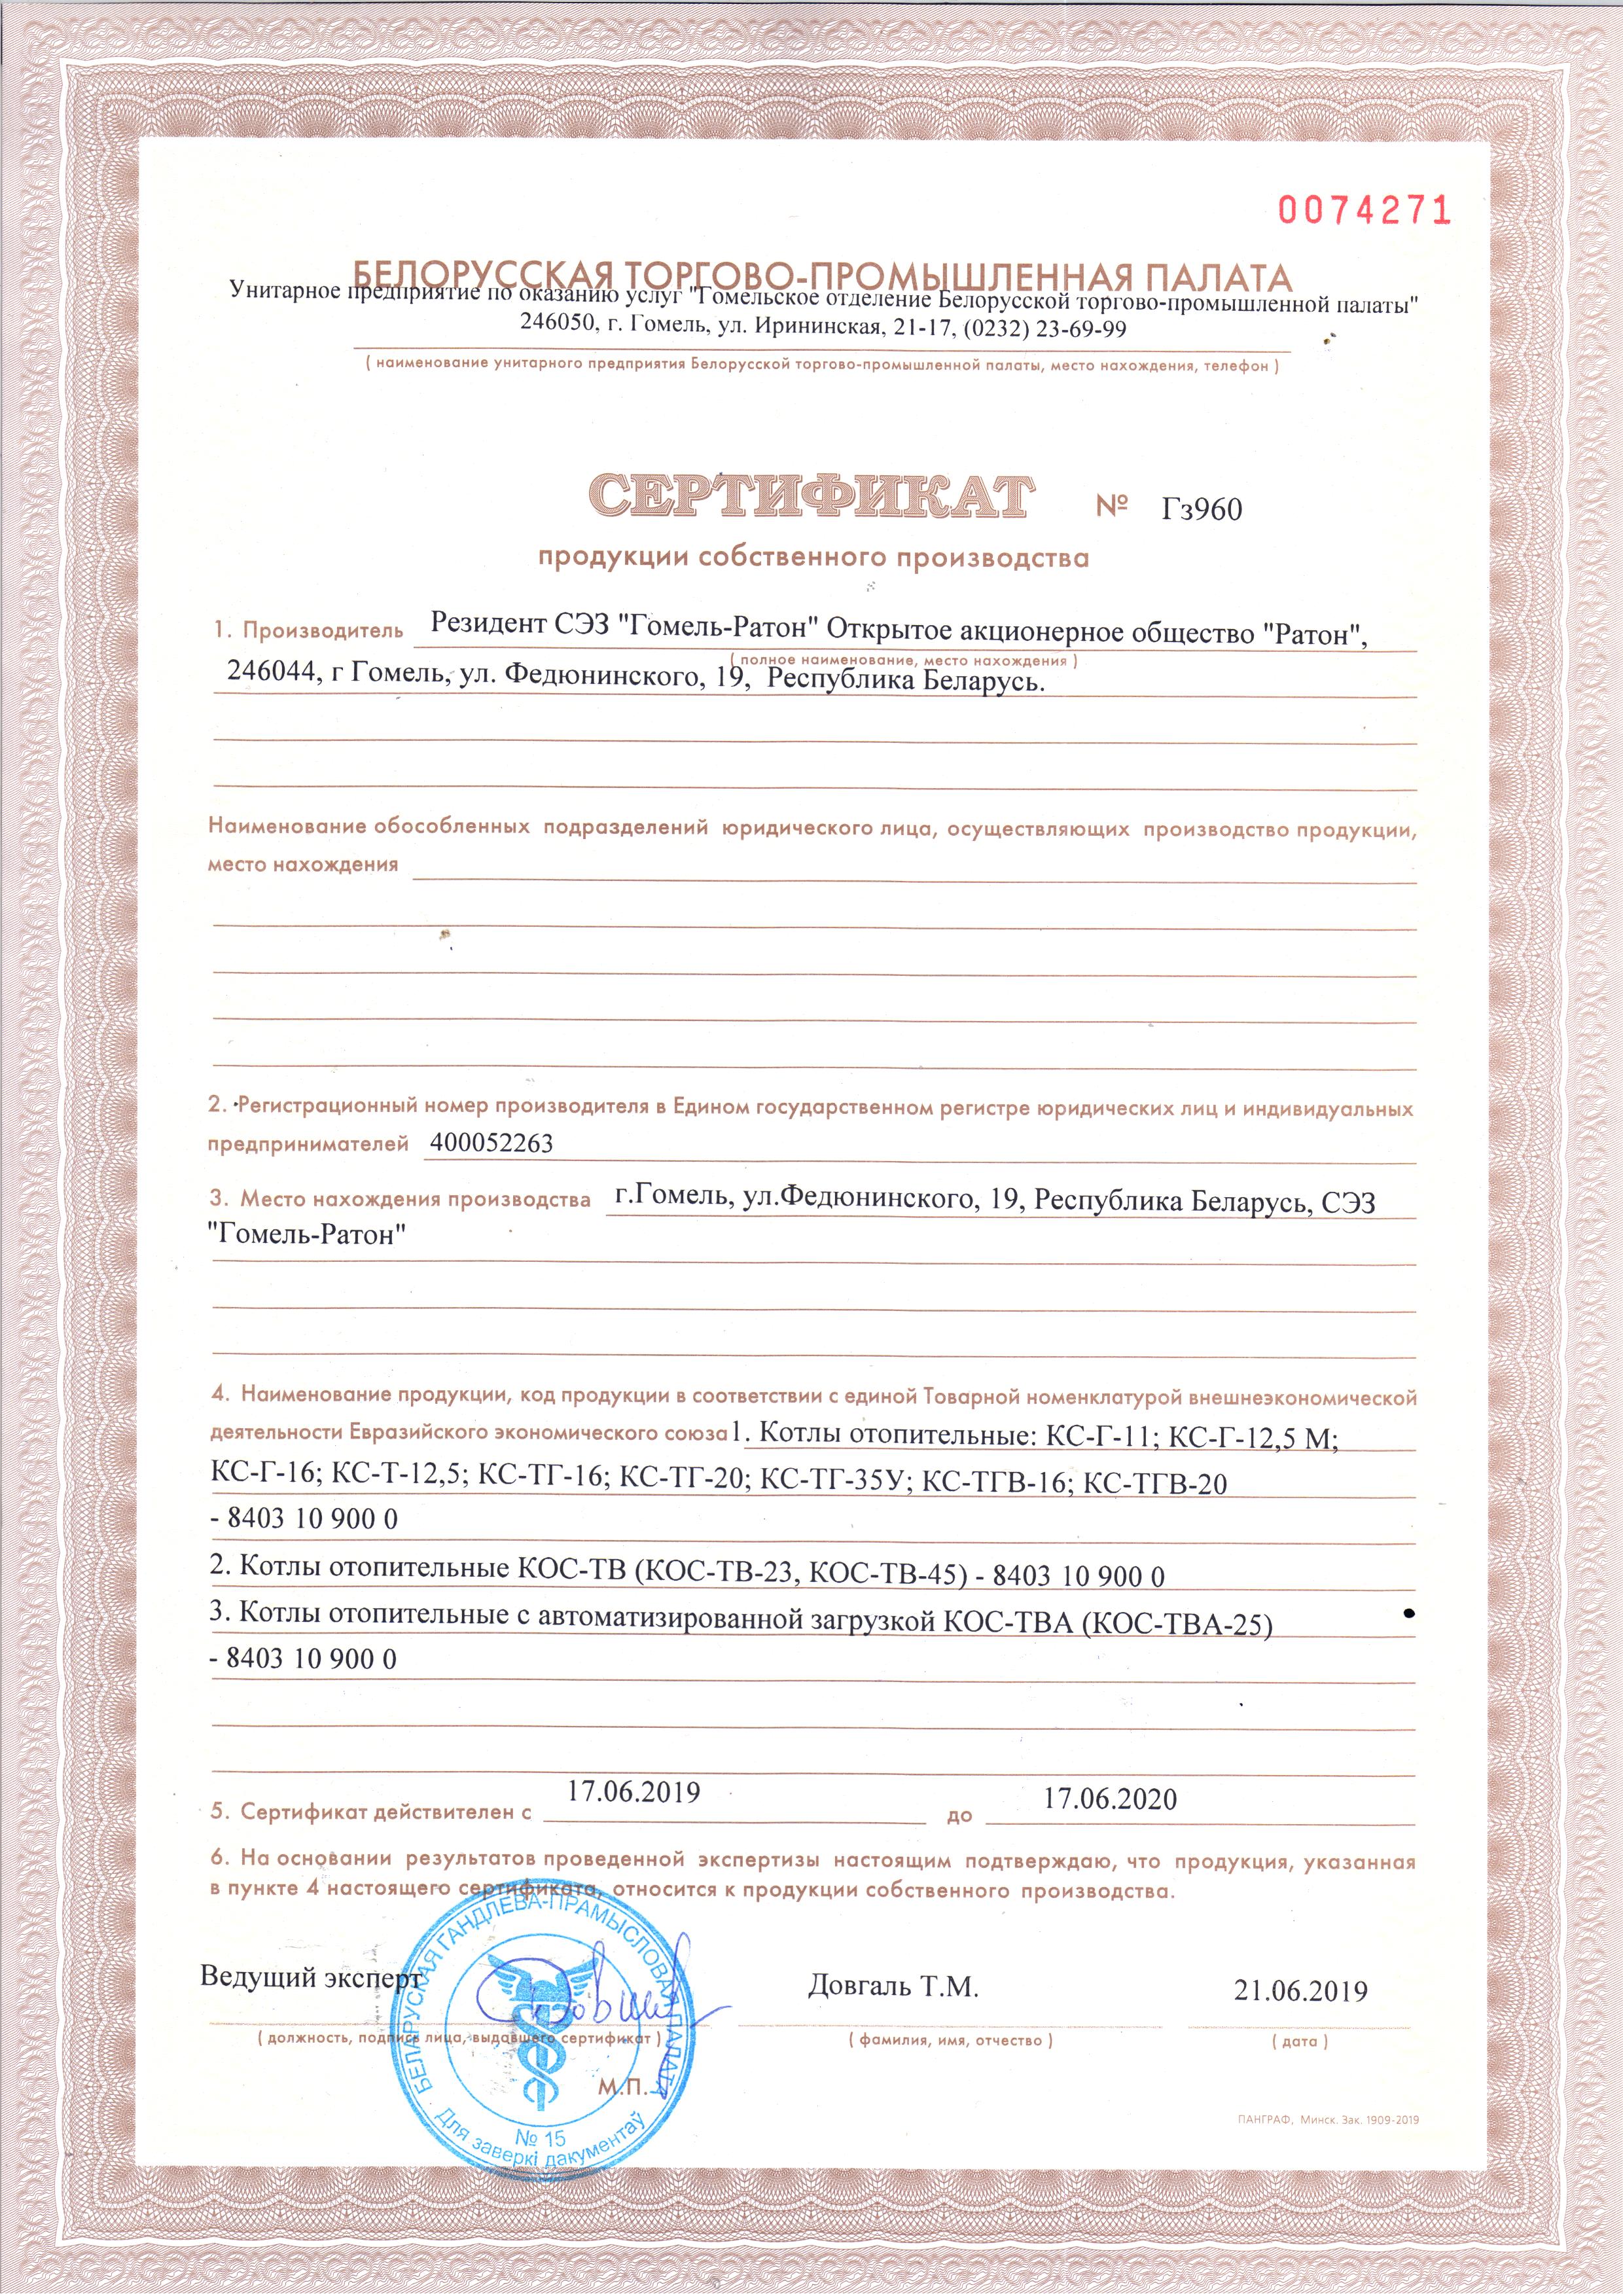 0074271
БЕЛОРУССКАЯ ТОРГОВО-ПРОМЫШЛЕННАЯ ПАЛАТА
Унитарное предприятие по оказанию услуг "Гомельское отделение Белорусской торгово-промышленной палаты"
246050, г. Гомель, ул. Ирининская, 21-17, (0232) 23-69-99
( наименование унитарного предприятия Белорусской торгово-промышленной палаты, место нахождения, телефон )
СЕРТИФИКАТ № Гз960
продукции собственного производства
1. Производитель Резидент СЭЗ "Гомель-Ратон" Открытое акционерное общество "Ратон",
( полное наименование, место нахождения )
246044, г Гомель, ул. Федюнинского, 19, Республика Беларусь.
Наименование обособленных подразделений юридического лица, осуществляющих производство продукции,
место нахождения
2. Регистрационный номер производителя в Едином государственном регистре юридических лиц и индивидуальных
предпринимателей 400052263
3. Место нахождения производства г.Гомель, ул.Федюнинского, 19, Республика Беларусь, СЭЗ
"Гомель-Ратон"
4. Наименование продукции, код продукции в соответствии с единой Товарной номенклатурой внешнеэкономической
деятельности Евразийского экономического союза 1. Котлы отопительные: КС-Г-11; КС-Г-12,5 М;
КС-Г-16; КС-Т-12,5; КС-ТГ-16; КС-ТГ-20; КС-ТГ-35У; КС-ТГВ-16; КС-ТГВ-20
- 8403 10 900 0
2. Котлы отопительные КОС-ТВ (КОС-ТВ-23, КОС-ТВ-45) - 8403 10 900 0
3. Котлы отопительные с автоматизированной загрузкой КОС-ТВА (КОС-ТВА-25)
- 8403 10 900 0
5. Сертификат действителен с 17.06.2019 до 17.06.2020
6. На основании результатов проведенной экспертизы настоящим подтверждаю, что продукция, указанная
в пункте 4 настоящего сертификата, относится к продукции собственного производства.
Ведущий эксперт Довгаль Т.М. 21.06.2019
( должность, подпись лица, выдавшего сертификат ) ( фамилия, имя, отчество ) ( дата )
М.П.
БЕЛАРУСКАЯ ГАНДЛЕВА-ПРАМЫСЛОВАЯ ПАЛАТА
№ 15
Для заверкі дакументаў
ПАНГРАФ, Минск. Зак. 1909-2019